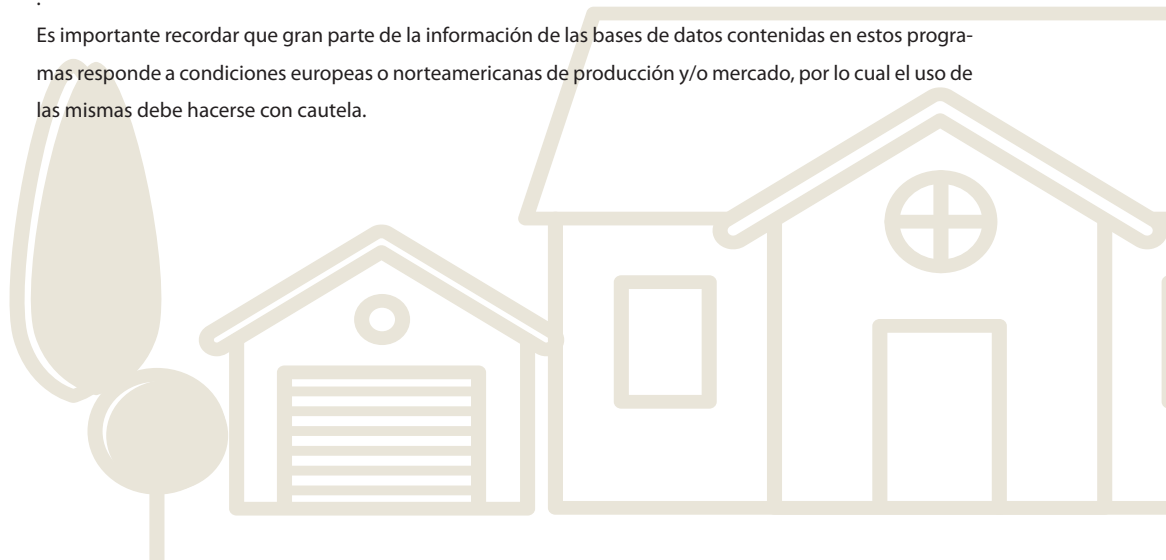 .
Es importante recordar que gran parte de la información de las bases de datos contenidas en estos progra-
mas responde a condiciones europeas o norteamericanas de producción y/o mercado, por lo cual el uso de
las mismas debe hacerse con cautela.